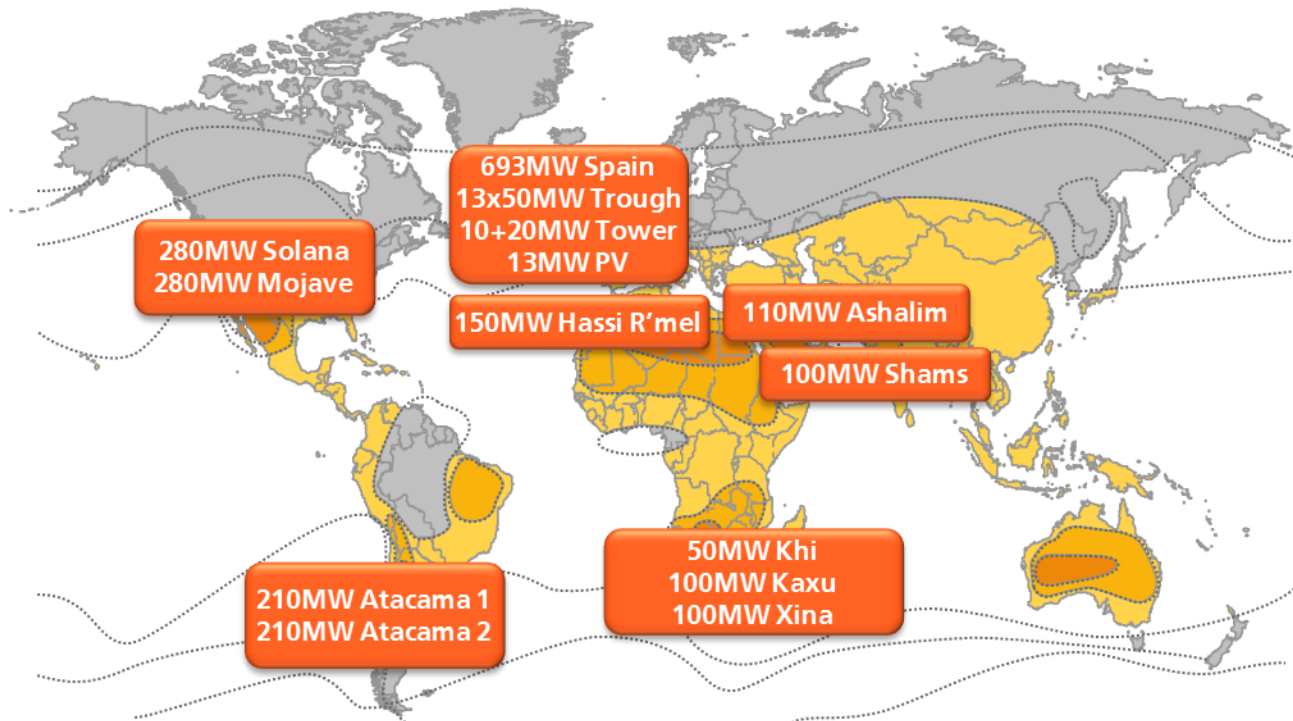 693MW Spain
13x50MW Trough
10+20MW Tower
13MW PV
280MW Solana
280MW Mojave
150MW Hassi R’mel
110MW Ashalim
100MW Shams
50MW Khi
100MW Kaxu
100MW Xina
210MW Atacama 1
210MW Atacama 2